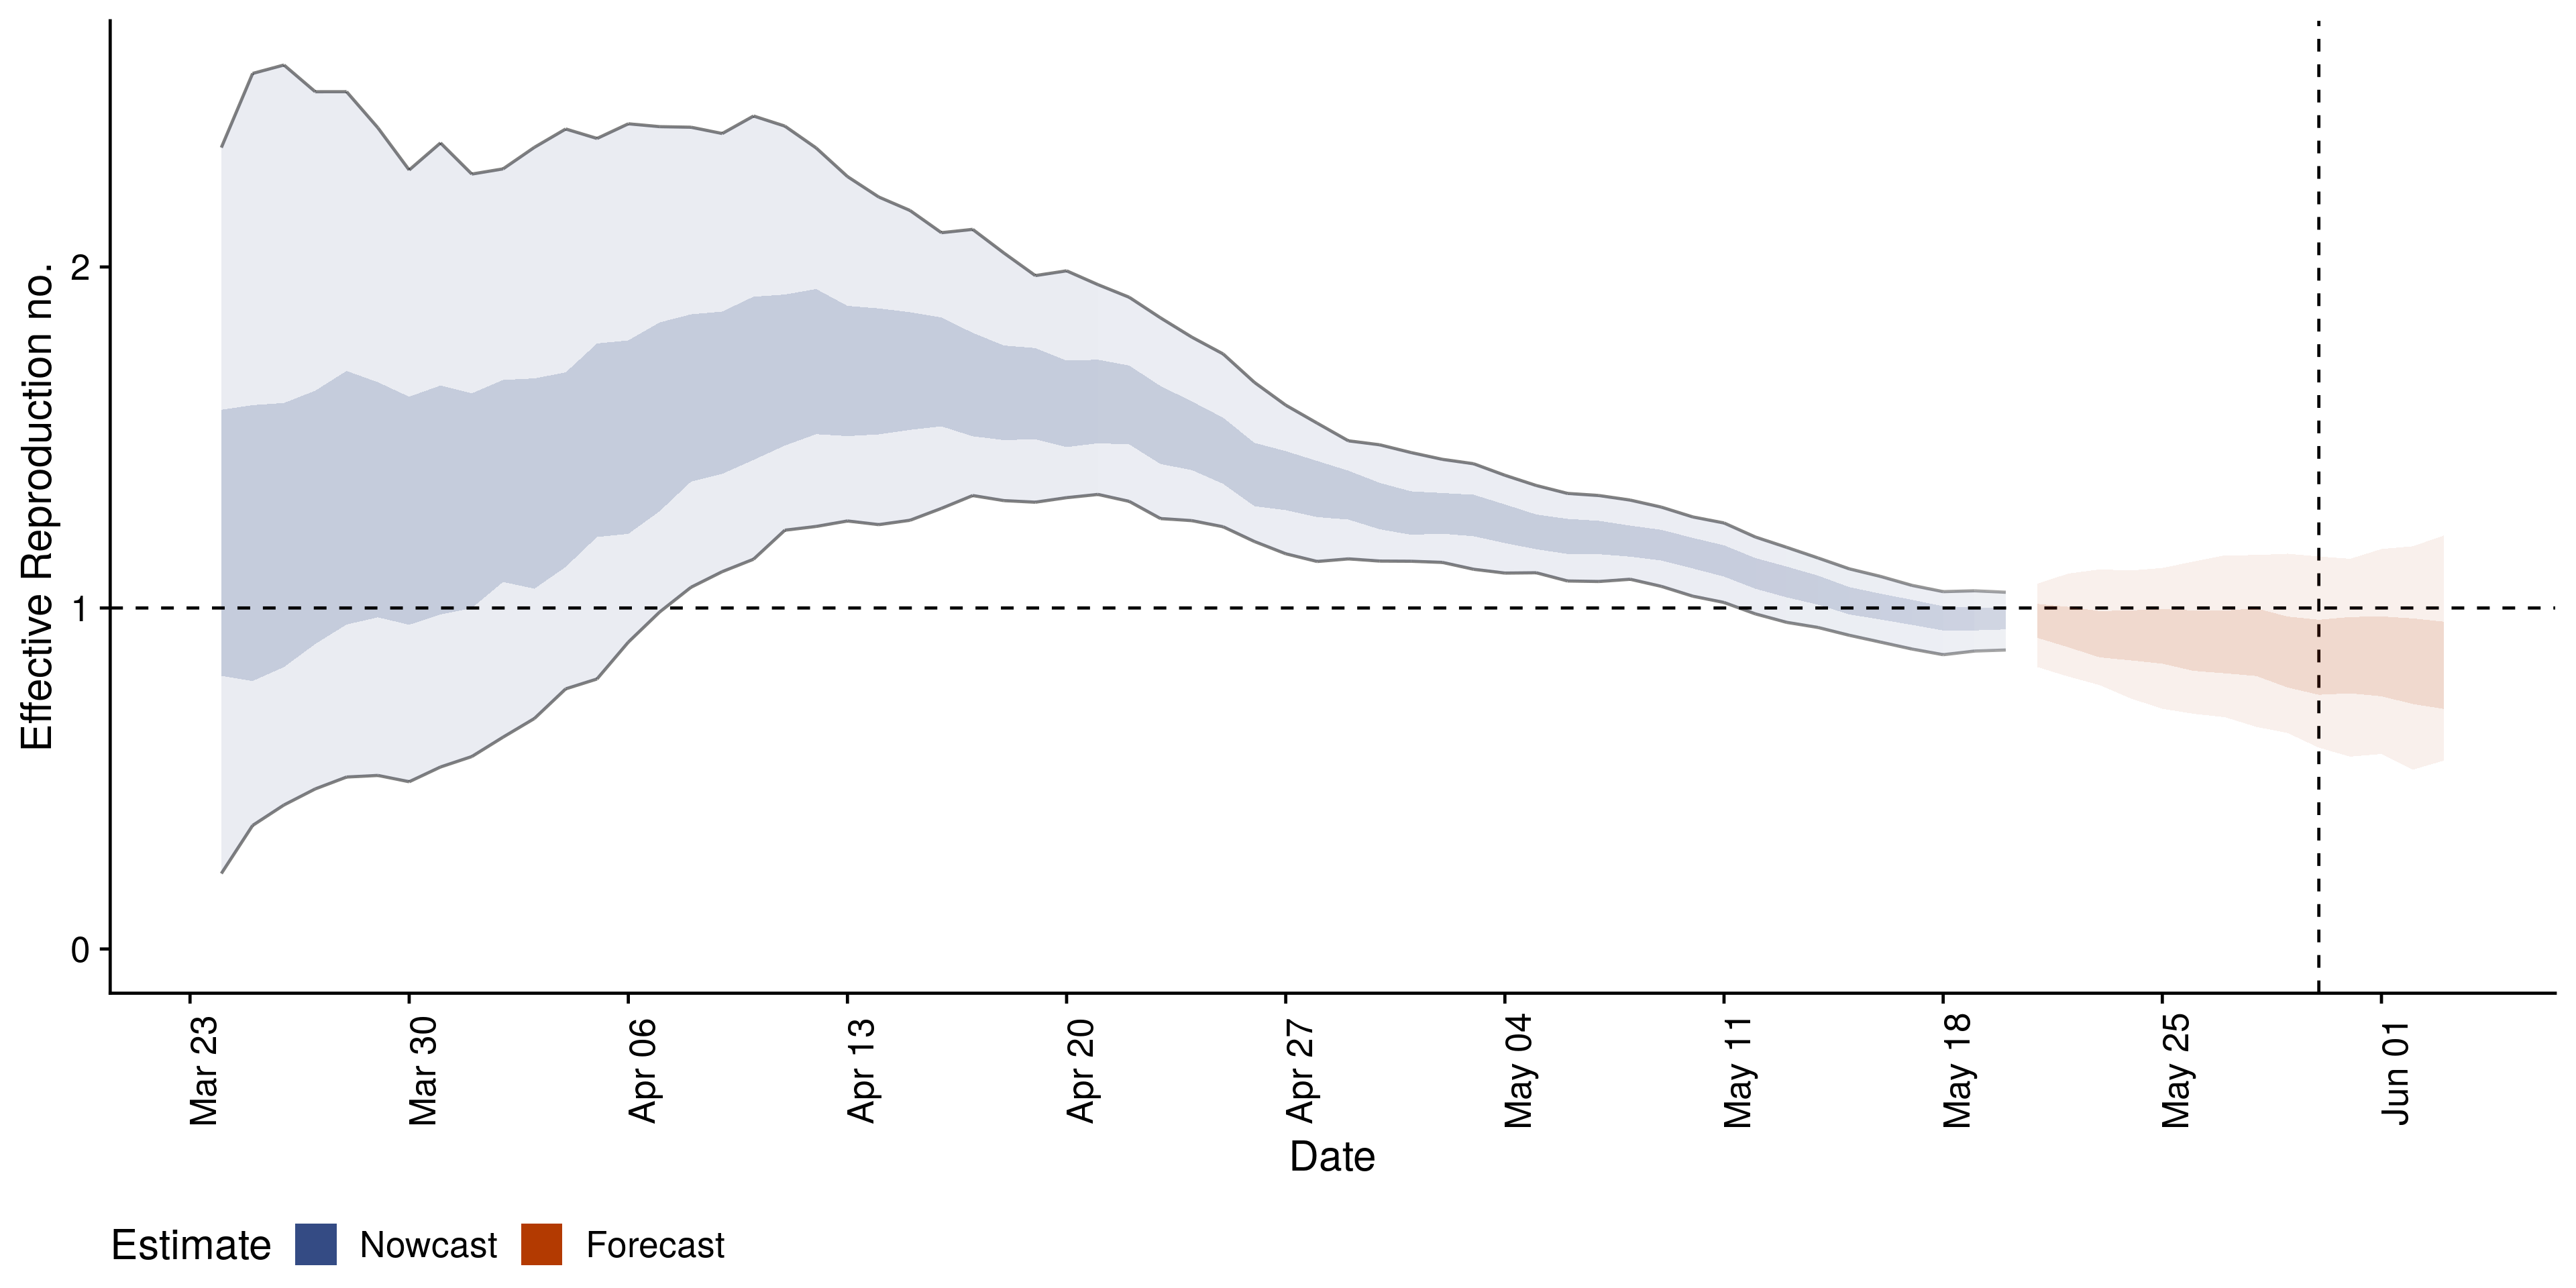 Effective Reproduction no.
2
1
0
Mar 23
Mar 30
Apr 06
Apr 13
Apr 20
Apr 27
May 04
May 11
May 18
May 25
Jun 01
Date
Estimate Nowcast Forecast